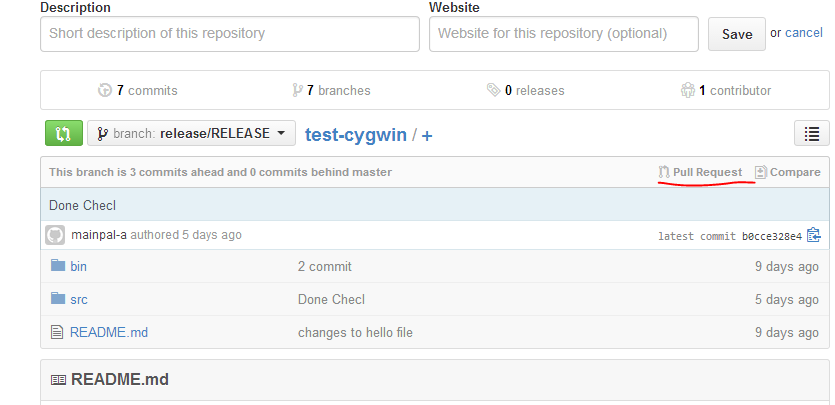 Description Website
Short description of this repository Website for this repository (optional) Save or cancel
7 commits 7 branches 0 releases 1 contributor
branch: release/RELEASE test-cygwin / +
This branch is 3 commits ahead and 0 commits behind master Pull Request Compare
Done Checl
mainpal-a authored 5 days ago latest commit b0cce328e4
bin 2 commit 9 days ago
src Done Checl 5 days ago
README.md changes to hello file 9 days ago
README.md